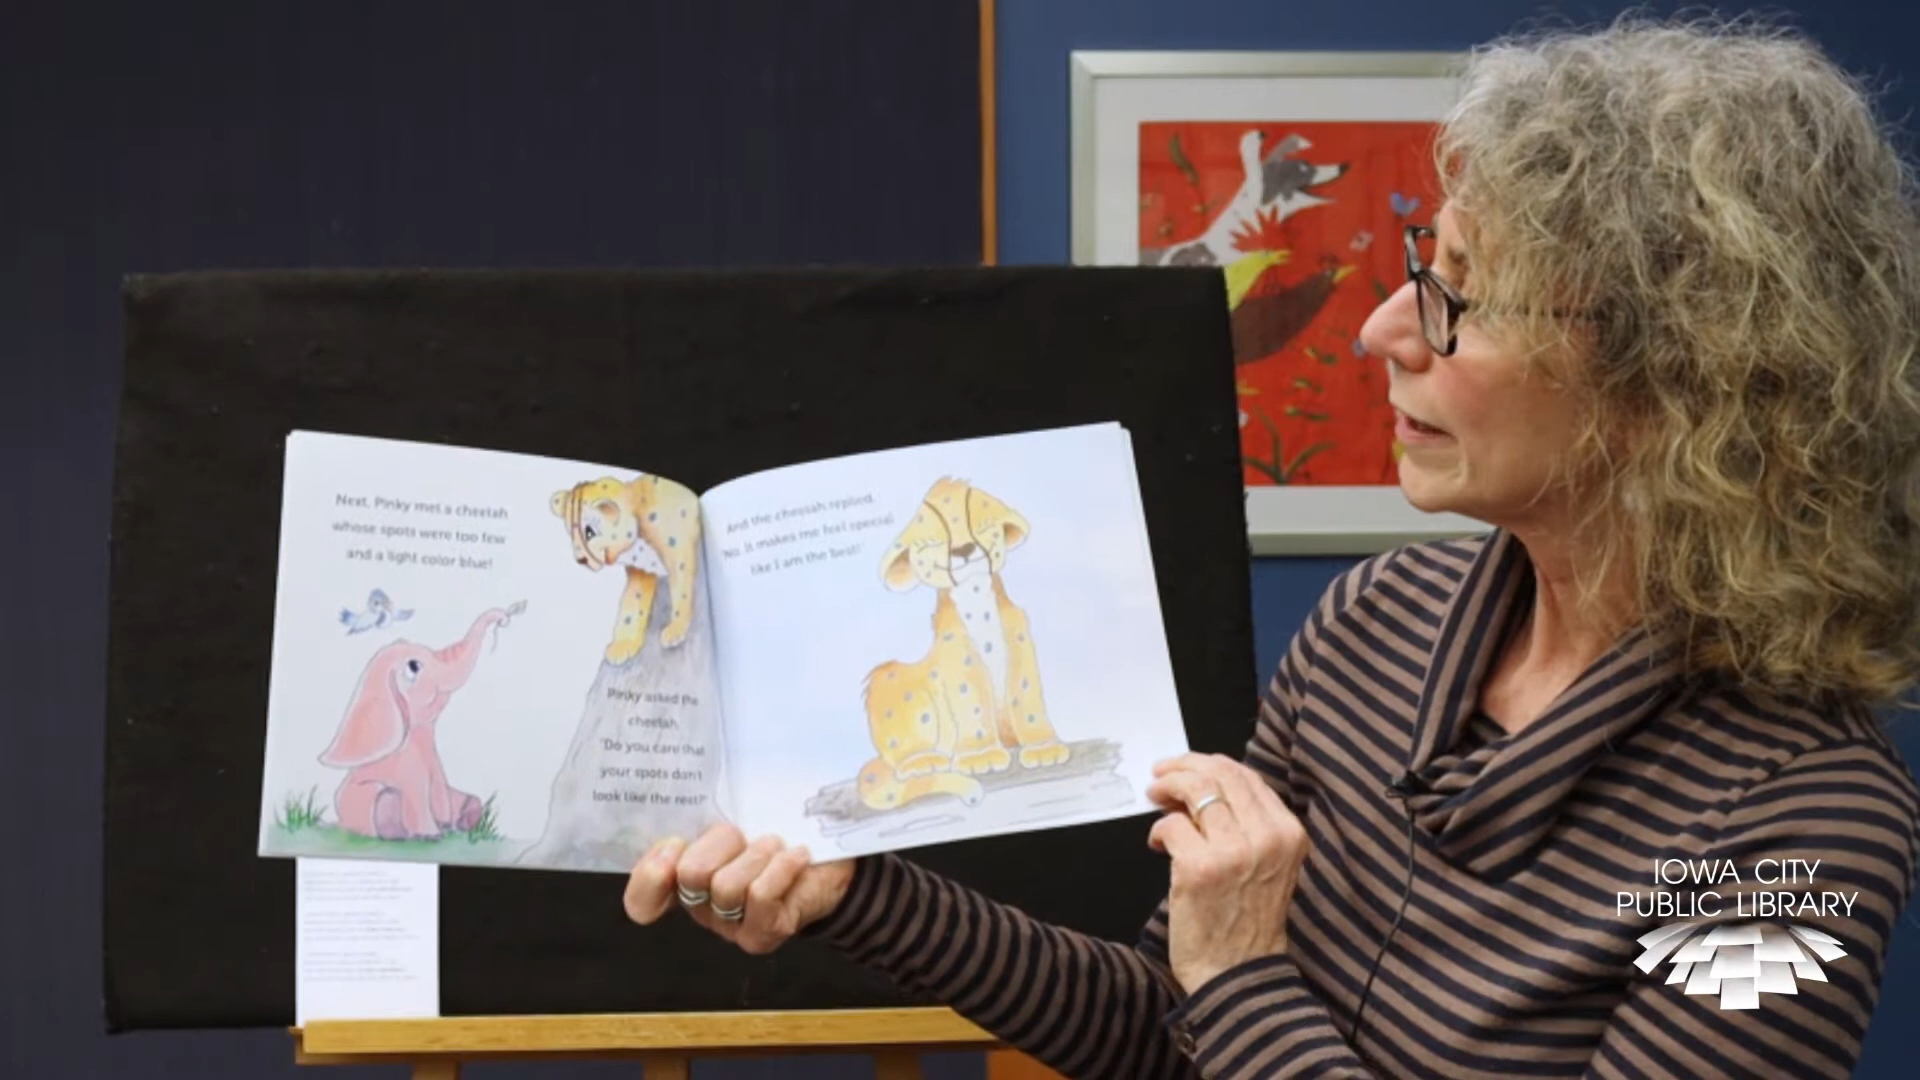 Next, Pinky met a cheetah
whose spots were too few
and a light color blue!
Pinky asked the
cheetah,
"Do you care that
your spots don't
look like the rest?"
And the cheetah replied,
"No. It makes me feel special
like I am the best!"
IOWA CITY
PUBLIC LIBRARY